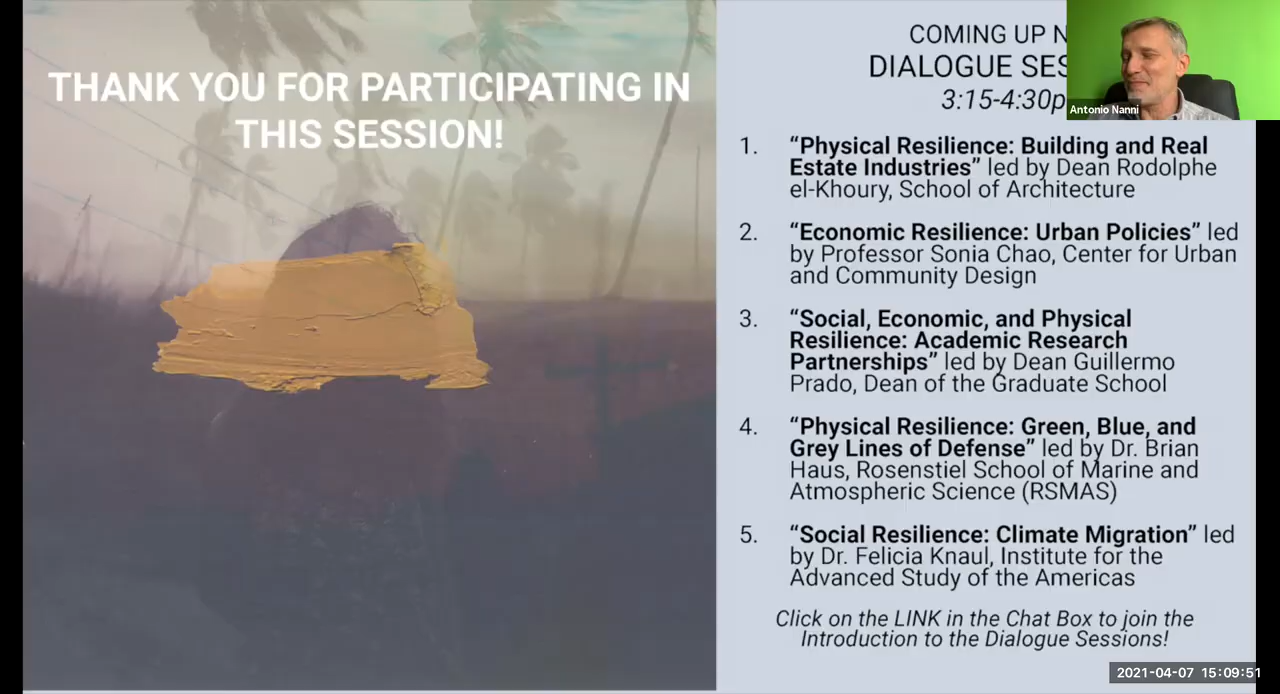 THANK YOU FOR PARTICIPATING IN
THIS SESSION!
COMING UP
DIALOGUE
3:15-4:30p
Antonio Nanni
1. “Physical Resilience: Building and Real
Estate Industries” led by Dean Rodolphe
el-Khoury, School of Architecture
2. “Economic Resilience: Urban Policies” led
by Professor Sonia Chao, Center for Urban
and Community Design
3. “Social, Economic, and Physical
Resilience: Academic Research
Partnerships” led by Dean Guillermo
Prado, Dean of the Graduate School
4. “Physical Resilience: Green, Blue, and
Grey Lines of Defense” led by Dr. Brian
Haus, Rosenstiel School of Marine and
Atmospheric Science (RSMAS)
5. “Social Resilience: Climate Migration” led
by Dr. Felicia Knaul, Institute for the
Advanced Study of the Americas
Click on the LINK in the Chat Box to join the
Introduction to the Dialogue Sessions!
2021-04-07 15:09:51